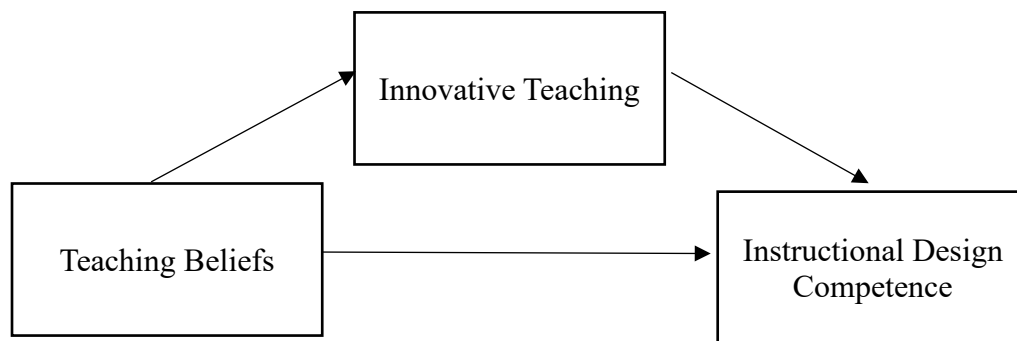 Innovative Teaching
Teaching Beliefs
Instructional Design
Competence